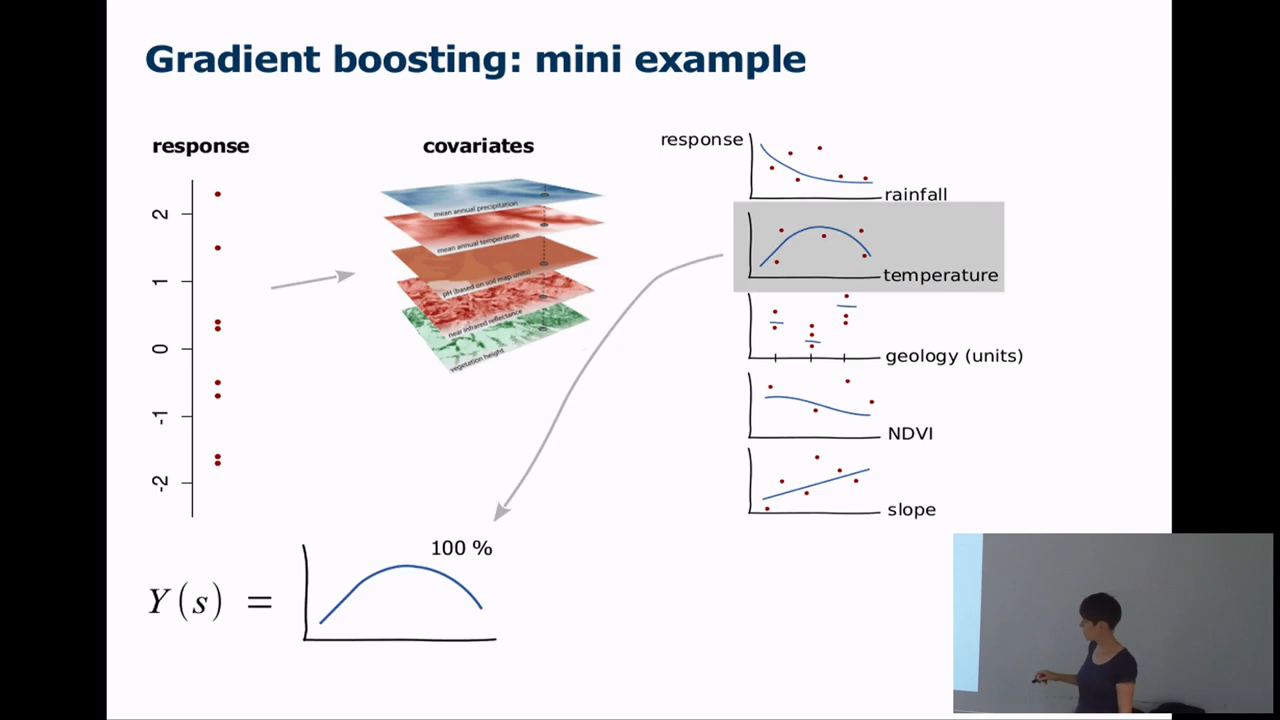 Gradient boosting: mini example
response
2
1
0
-1
-2
covariates
mean annual precipitation
mean annual temperature
pH (based on soil map units)
near infrared reflectance
vegetation height
response
rainfall
temperature
geology (units)
NDVI
slope
100 %
Y(s) =